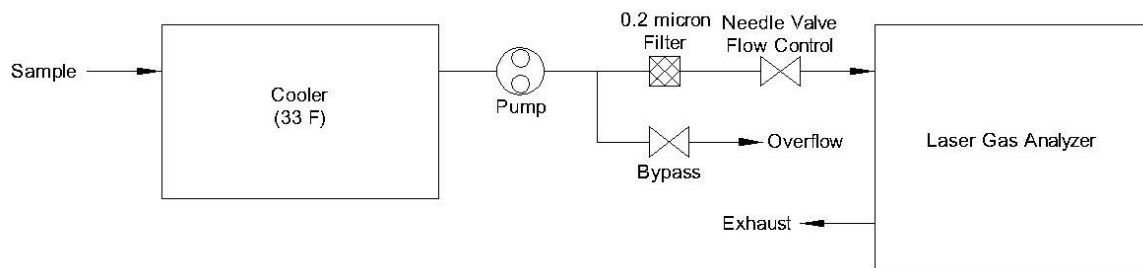 Sample
Cooler
(33 F)
Pump
0.2 micron
Filter
Needle Valve
Flow Control
Bypass
Overflow
Laser Gas Analyzer
Exhaust